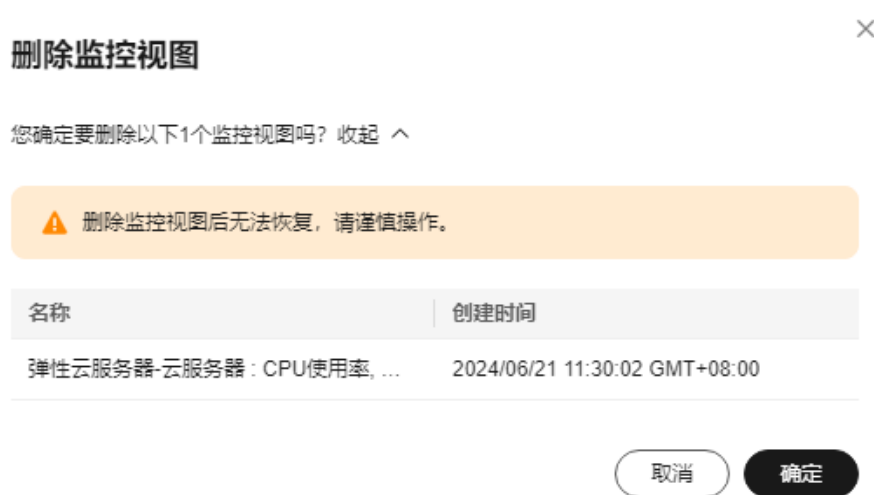 删除监控视图
您确定要删除以下1个监控视图吗？收起
删除监控视图后无法恢复，请谨慎操作。
名称 创建时间
弹性云服务器-云服务器 : CPU使用率, ... 2024/06/21 11:30:02 GMT+08:00
取消 确定